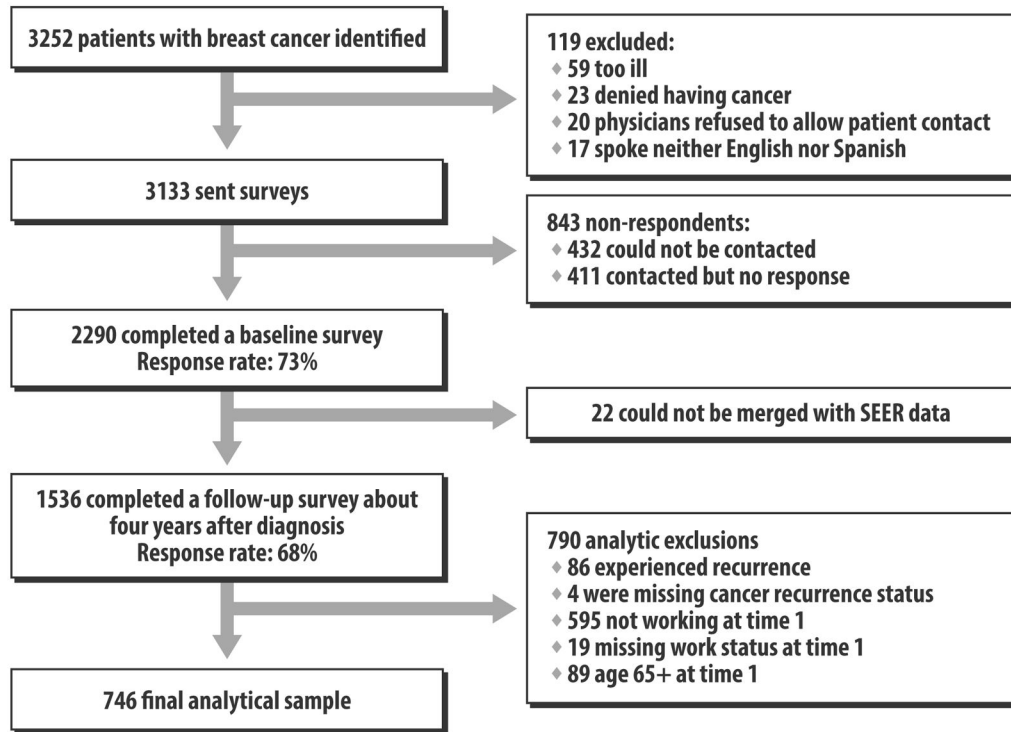 3252 patients with breast cancer identified
119 excluded:
♦ 59 too ill
♦ 23 denied having cancer
♦ 20 physicians refused to allow patient contact
♦ 17 spoke neither English nor Spanish
3133 sent surveys
843 non-respondents:
♦ 432 could not be contacted
♦ 411 contacted but no response
2290 completed a baseline survey
Response rate: 73%
22 could not be merged with SEER data
1536 completed a follow-up survey about
four years after diagnosis
Response rate: 68%
790 analytic exclusions
♦ 86 experienced recurrence
♦ 4 were missing cancer recurrence status
♦ 595 not working at time 1
♦ 19 missing work status at time 1
♦ 89 age 65+ at time 1
746 final analytical sample